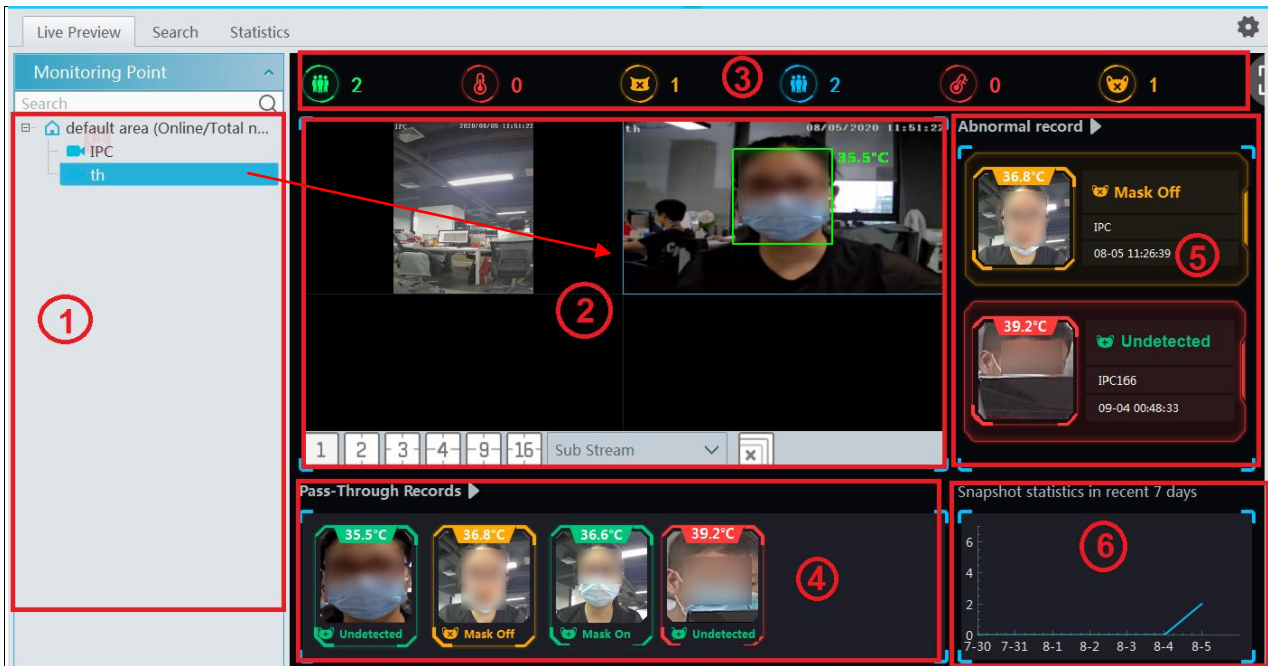 Live Preview Search Statistics
Monitoring Point
Search
default area (Online/Total n...
IPC
th
1
2 0 1 3 2 0 1
IPC 2020/08/05 11:51:22
th 08/05/2020 11:51:22
35.5°C
2
1 2 3 4 9 16 Sub Stream
Abnormal record
36.8°C
Mask Off
IPC
08-05 11:26:39
5
39.2°C
Undetected
IPC166
09-04 00:48:33
Pass-Through Records
35.5°C 36.8°C 36.6°C 39.2°C
Undetected Mask Off Mask On Undetected
4
Snapshot statistics in recent 7 days
6
6
4
2
0
7-30 7-31 8-1 8-2 8-3 8-4 8-5